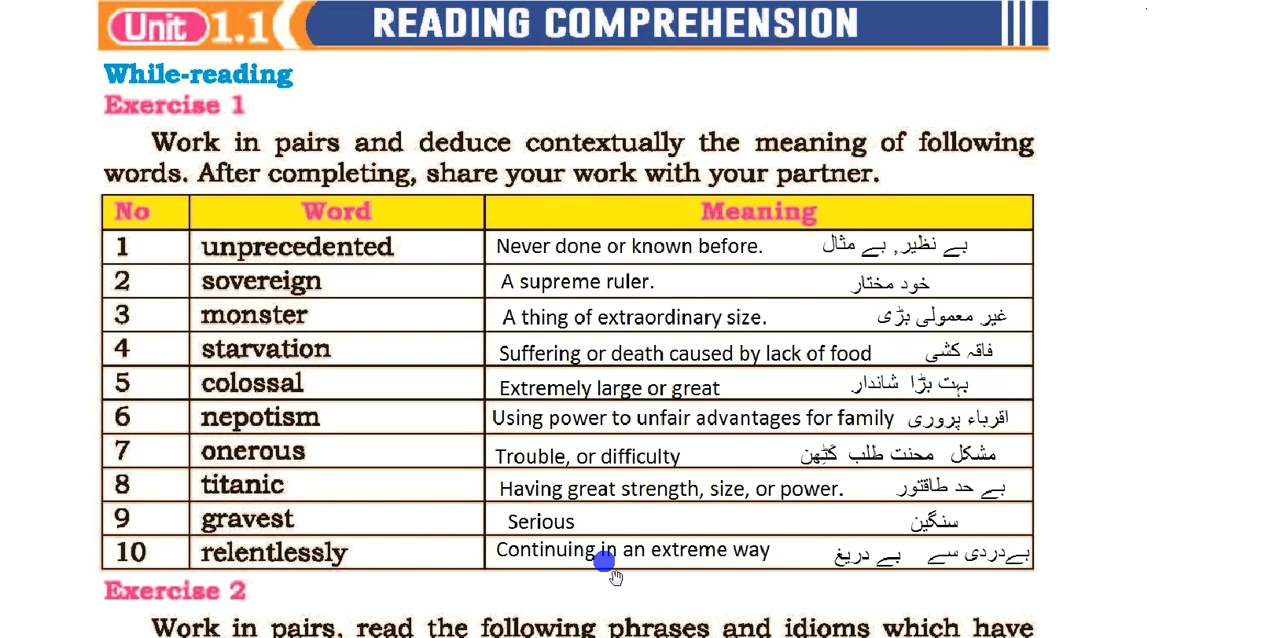 Unit 1.1 READING COMPREHENSION
While-reading
Exercise 1
Work in pairs and deduce contextually the meaning of following
words. After completing, share your work with your partner.
No Word Meaning
1 unprecedented Never done or known before. بے نظیر, بے مثال
2 sovereign A supreme ruler. خود مختار
3 monster A thing of extraordinary size. غیر معمولی بڑی
4 starvation Suffering or death caused by lack of food فاقہ کشی
5 colossal Extremely large or great بہت بڑا شاندار
6 nepotism Using power to unfair advantages for family اقرباء پروری
7 onerous Trouble, or difficulty مشکل محنت طلب کَٹِھن
8 titanic Having great strength, size, or power. بے حد طاقتور
9 gravest Serious سنگین
10 relentlessly Continuing in an extreme way بےدردی سے بے دریغ
Exercise 2
Work in pairs, read the following phrases and idioms which have